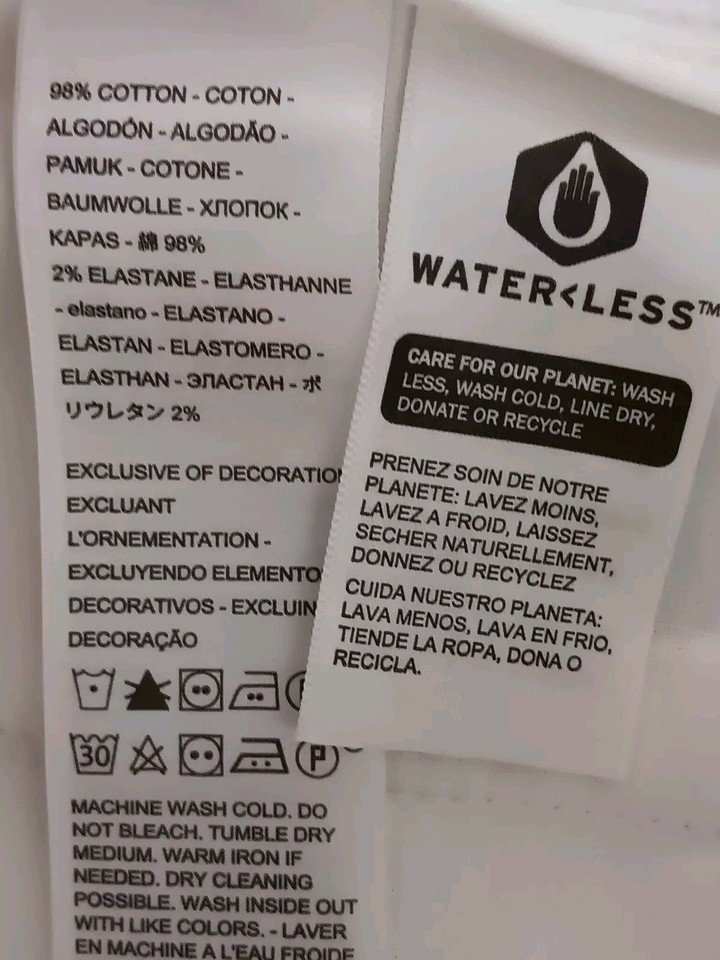 98% COTTON - COTON -
ALGODÓN - ALGODÃO -
PAMUK - COTONE -
BAUMWOLLE - ХЛОПОК -
KAPAS - 綿 98%
2% ELASTANE - ELASTHANNE
- elastano - ELASTANO -
ELASTAN - ELASTOMERO -
ELASTHAN - ЭЛАСТАН - ポ
リウレタン 2%
EXCLUSIVE OF DECORATIO
EXCLUANT
L'ORNEMENTATION -
EXCLUYENDO ELEMENTO
DECORATIVOS - EXCLUIN
DECORAÇÃO
30
P
MACHINE WASH COLD. DO
NOT BLEACH. TUMBLE DRY
MEDIUM. WARM IRON IF
NEEDED. DRY CLEANING
POSSIBLE. WASH INSIDE OUT
WITH LIKE COLORS. - LAVER
EN MACHINE A L'EAU FROIDE
WATER<LESS™
CARE FOR OUR PLANET: WASH
LESS, WASH COLD, LINE DRY,
DONATE OR RECYCLE
PRENEZ SOIN DE NOTRE
PLANETE: LAVEZ MOINS,
LAVEZ A FROID, LAISSEZ
SECHER NATURELLEMENT,
DONNEZ OU RECYCLEZ
CUIDA NUESTRO PLANETA:
LAVA MENOS, LAVA EN FRIO,
TIENDE LA ROPA, DONA O
RECICLA.